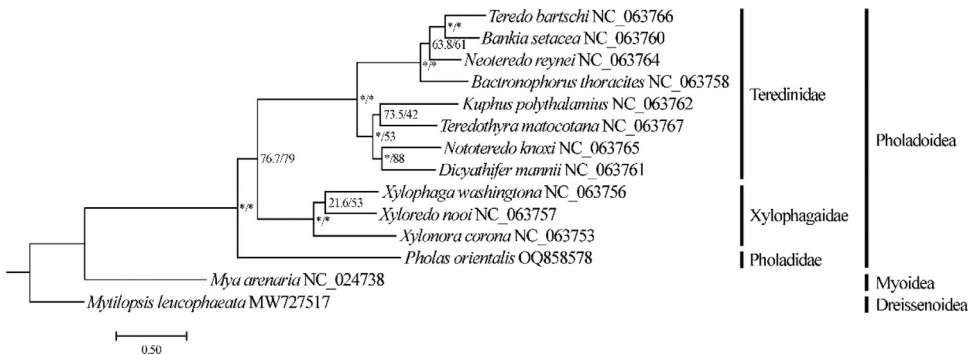 Teredo bartschi NC_063766
*/*
Bankia setacea NC_063760
63.8/61
Neoteredo reynei NC_063764
*/*
Bactronophorus thoracites NC_063758
Teredinidae
*/*
Kuphus polythalamius NC_063762
73.5/42
Teredothyra matocotana NC_063767
*/53
Nototeredo knoxi NC_063765
Pholadoidea
76.7/79
*/88
Dicyathifer mannii NC_063761
Xylophaga washingtona NC_063756
21.6/53
*/*
Xyloredo nooi NC_063757
Xylophagaidae
*/*
Xylonora corona NC_063753
Pholas orientalis OQ858578
Pholadidae
Mya arenaria NC_024738
Myoidea
Mytilopsis leucophaeata MW727517
Dreissenoidea
0.50